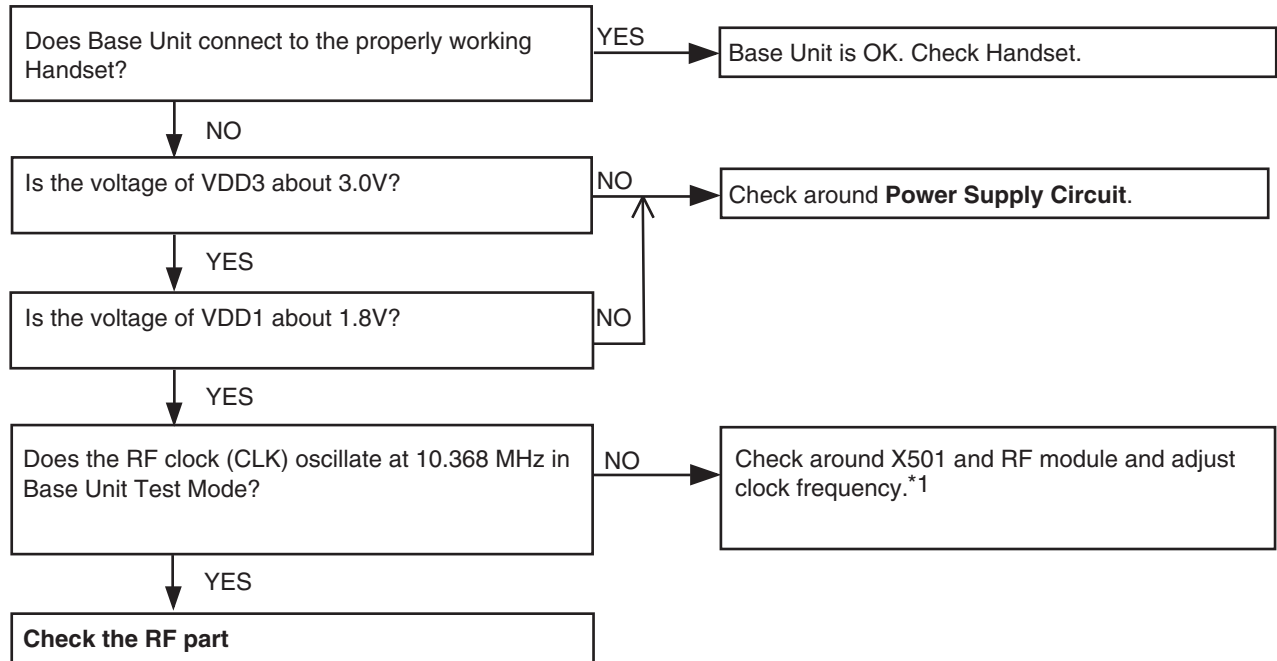 Does Base Unit connect to the properly working
Handset?
YES
Base Unit is OK. Check Handset.
NO
Is the voltage of VDD3 about 3.0V?
NO
Check around Power Supply Circuit.
YES
Is the voltage of VDD1 about 1.8V?
NO
YES
Does the RF clock (CLK) oscillate at 10.368 MHz in
Base Unit Test Mode?
NO
Check around X501 and RF module and adjust
clock frequency.*1
YES
Check the RF part